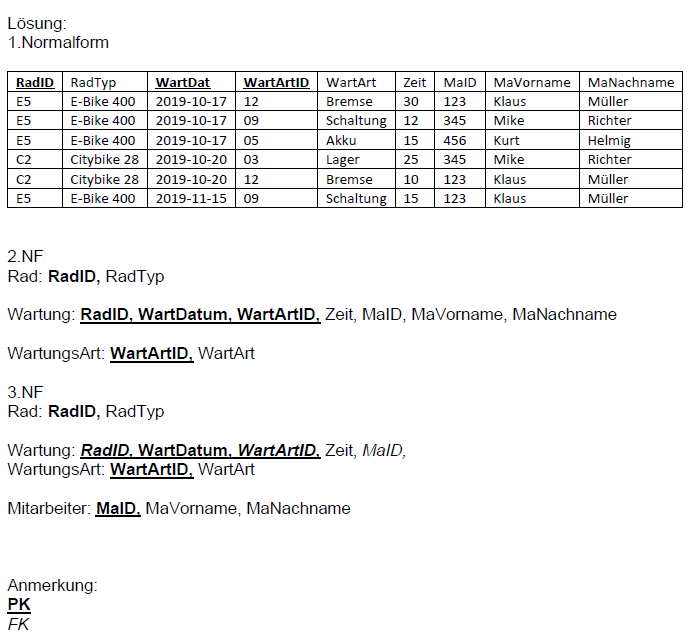 Lösung:
1.Normalform
RadID RadTyp WartDat WartArtID WartArt Zeit MaID MaVorname MaNachname
E5 E-Bike 400 2019-10-17 12 Bremse 30 123 Klaus Müller
E5 E-Bike 400 2019-10-17 09 Schaltung 12 345 Mike Richter
E5 E-Bike 400 2019-10-17 05 Akku 15 456 Kurt Helmig
C2 Citybike 28 2019-10-20 03 Lager 25 345 Mike Richter
C2 Citybike 28 2019-10-20 12 Bremse 10 123 Klaus Müller
E5 E-Bike 400 2019-11-15 09 Schaltung 15 123 Klaus Müller
2.NF
Rad: RadID, RadTyp
Wartung: RadID, WartDatum, WartArtID, Zeit, MaID, MaVorname, MaNachname
WartungsArt: WartArtID, WartArt
3.NF
Rad: RadID, RadTyp
Wartung: RadID, WartDatum, WartArtID, Zeit, MaID,
WartungsArt: WartArtID, WartArt
Mitarbeiter: MaID, MaVorname, MaNachname
Anmerkung:
PK
FK